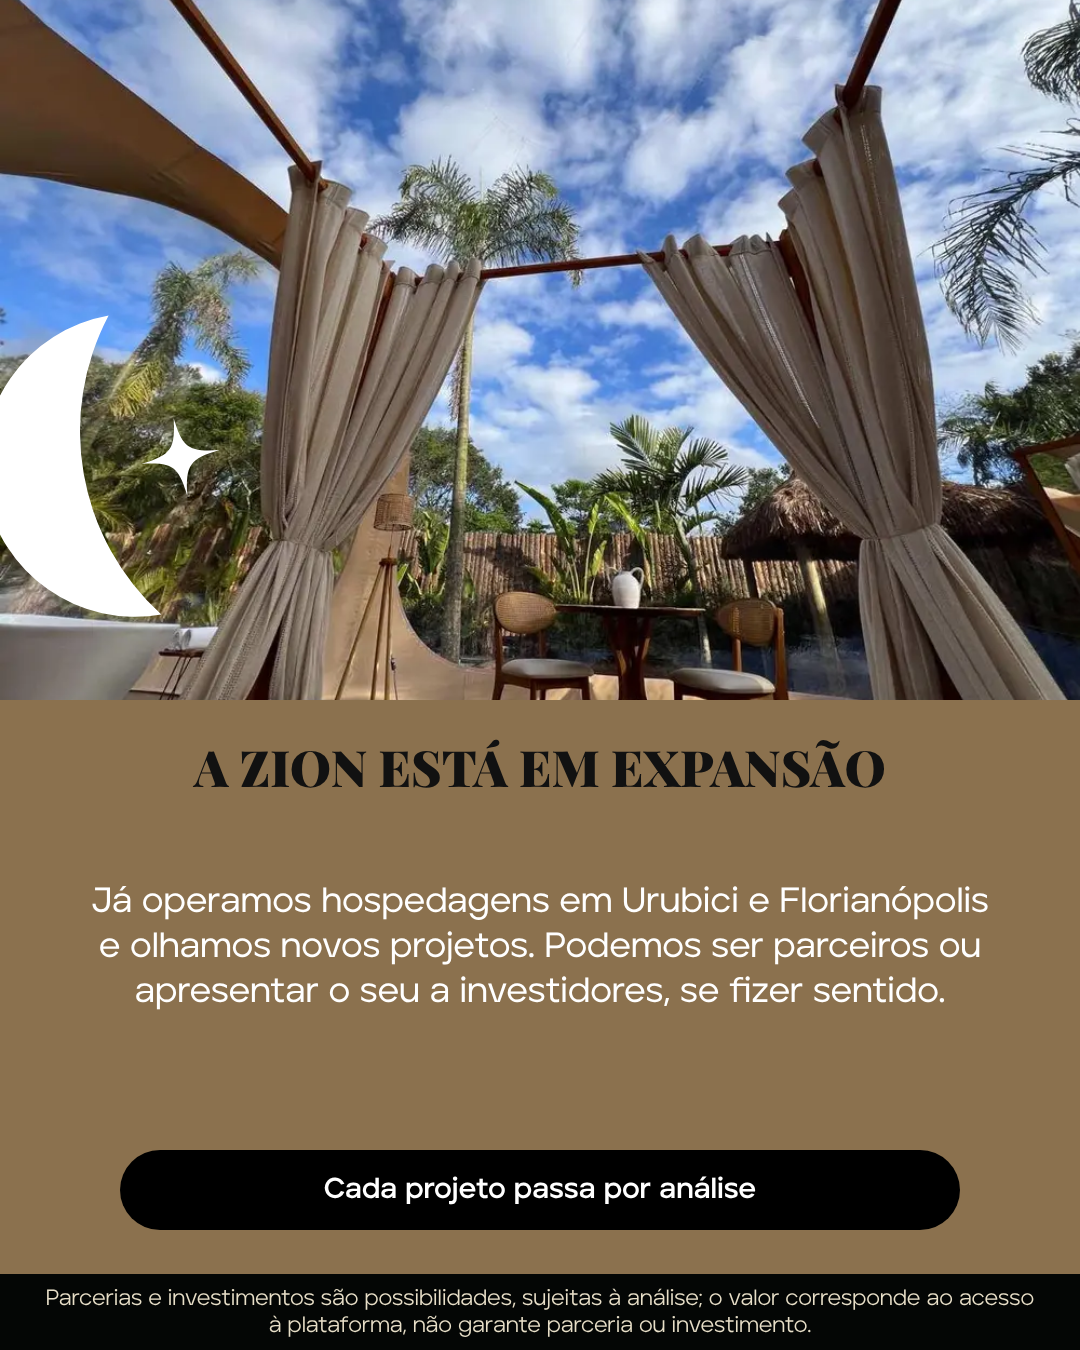 A ZION ESTÁ EM EXPANSÃO
Já operamos hospedagens em Urubici e Florianópolis
e olhamos novos projetos. Podemos ser parceiros ou
apresentar o seu a investidores, se fizer sentido.
Cada projeto passa por análise
Parcerias e investimentos são possibilidades, sujeitas à análise; o valor corresponde ao acesso
à plataforma, não garante parceria ou investimento.